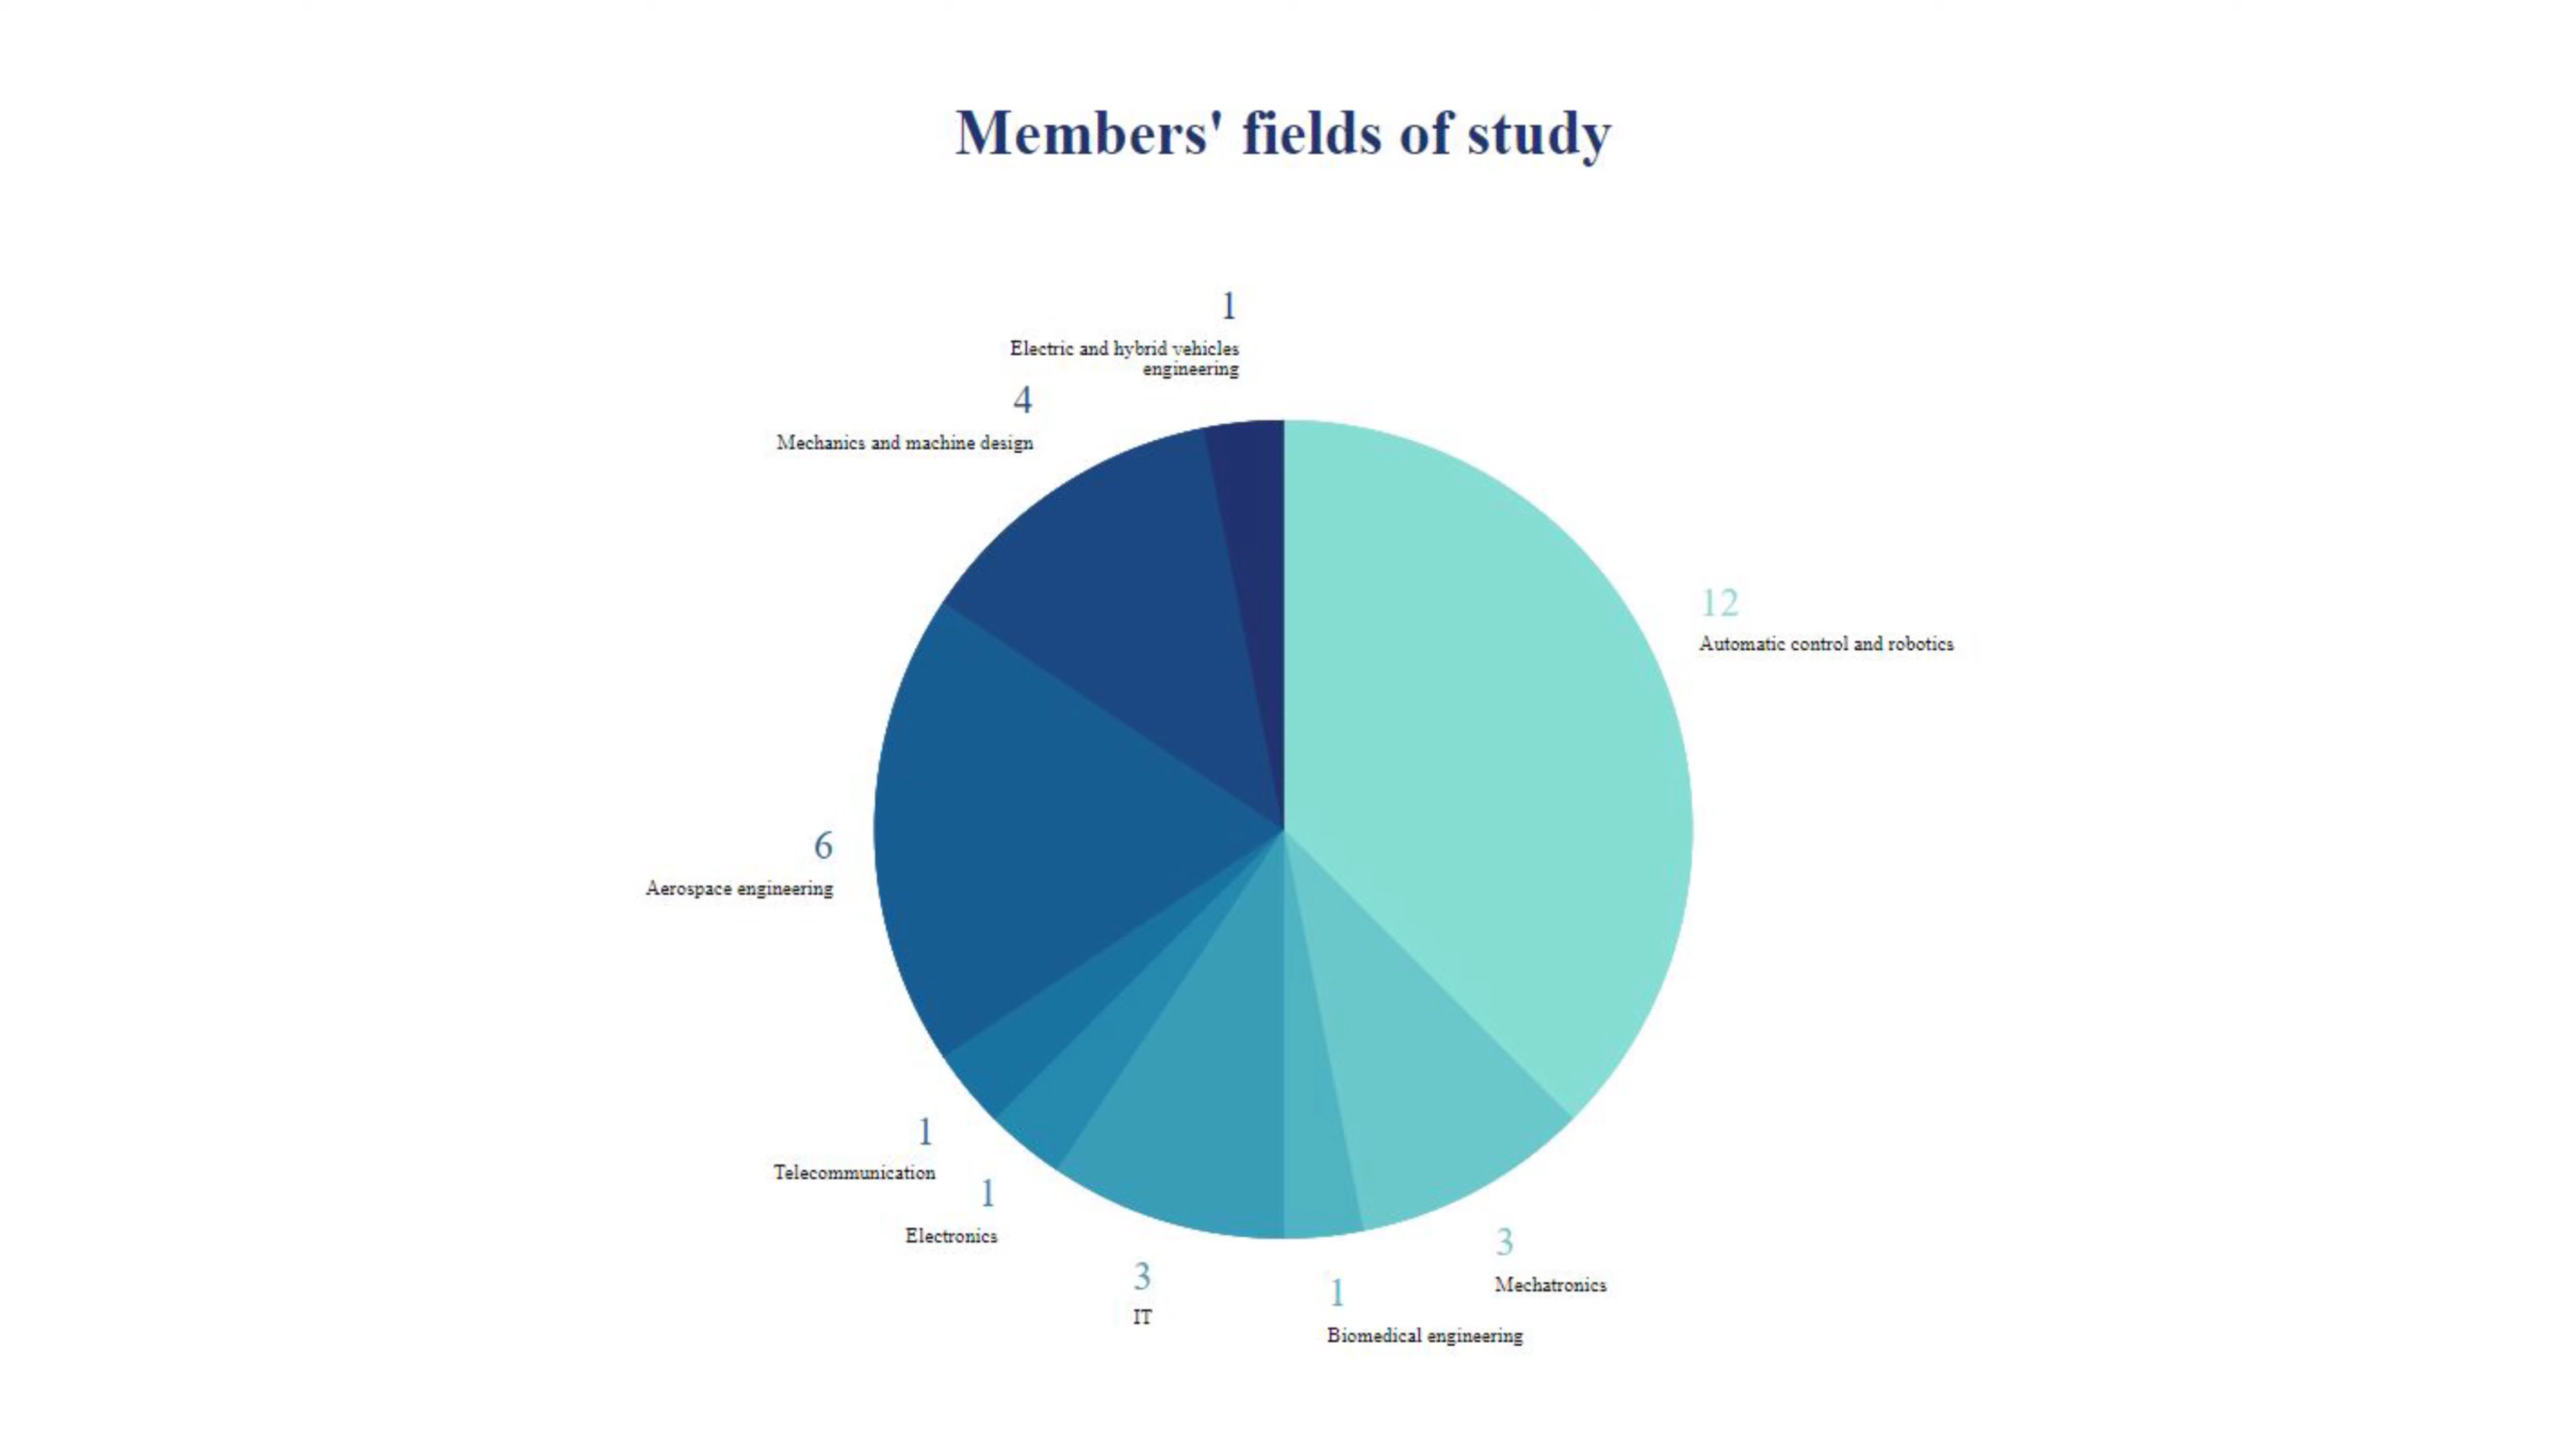 Members' fields of study
1
Electric and hybrid vehicles
engineering
4
Mechanics and machine design
12
Automatic control and robotics
6
Aerospace engineering
1
Telecommunication
1
Electronics
3
IT
1
Biomedical engineering
3
Mechatronics